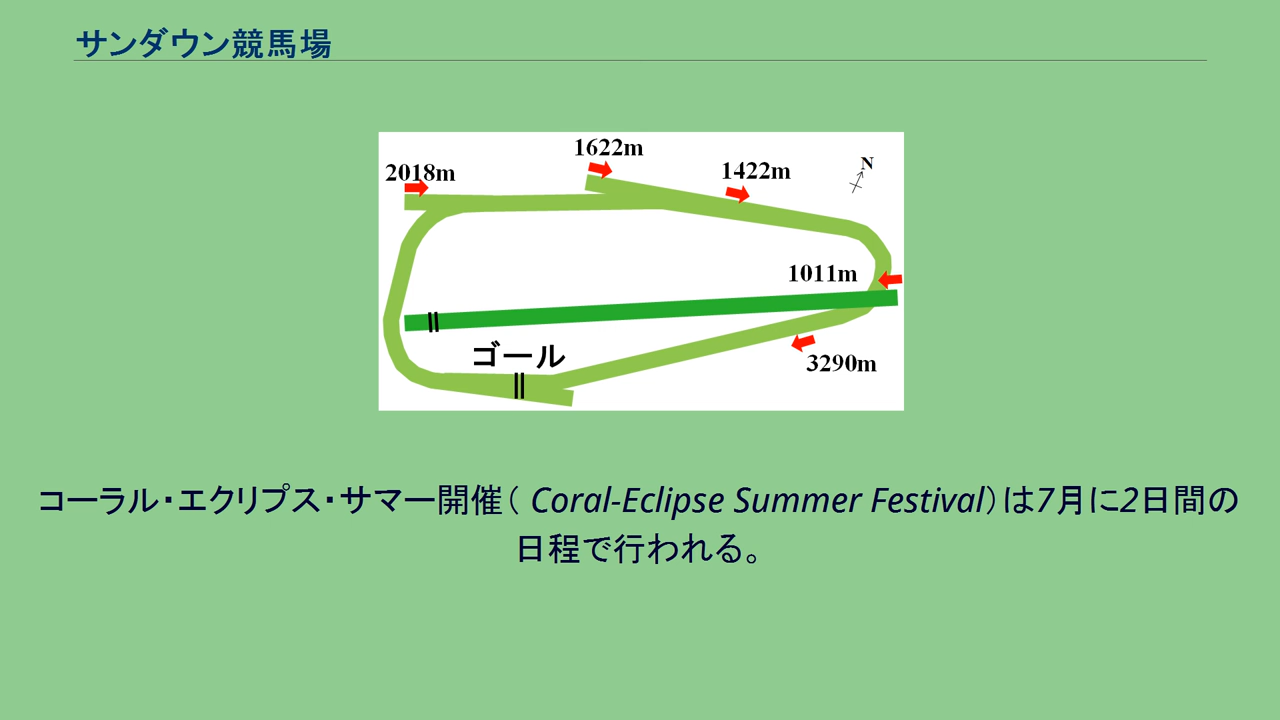 サンダウン競馬場
1622m
2018m
1422m
N
1011m
ゴール
3290m
コーラル・エクリプス・サマー開催（ Coral-Eclipse Summer Festival）は7月に2日間の
日程で行われる。